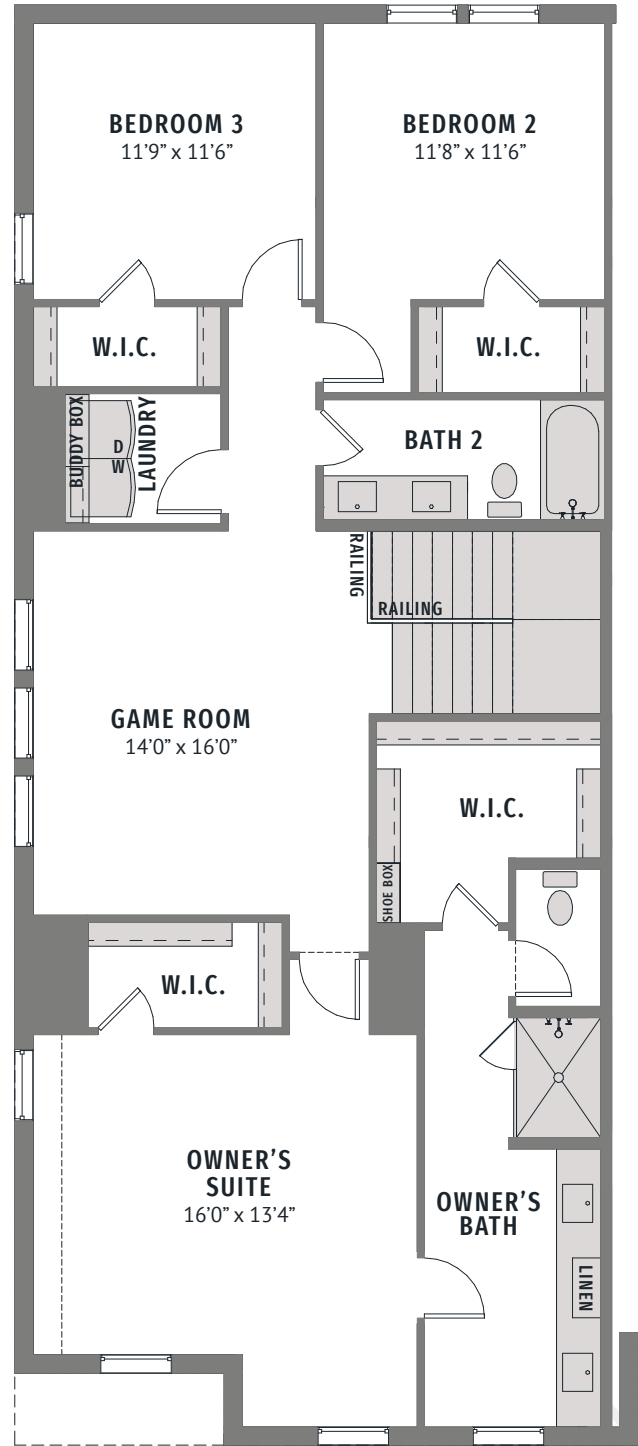 BEDROOM 3
11’9” x 11’6”
BEDROOM 2
11’8” x 11’6”
W.I.C.
W.I.C.
BUDDY BOX
D
W
LAUNDRY
BATH 2
RAILING
RAILING
GAME ROOM
14’0” x 16’0”
W.I.C.
SHOE BOX
W.I.C.
OWNER’S
SUITE
16’0” x 13’4”
OWNER’S
BATH
LINEN